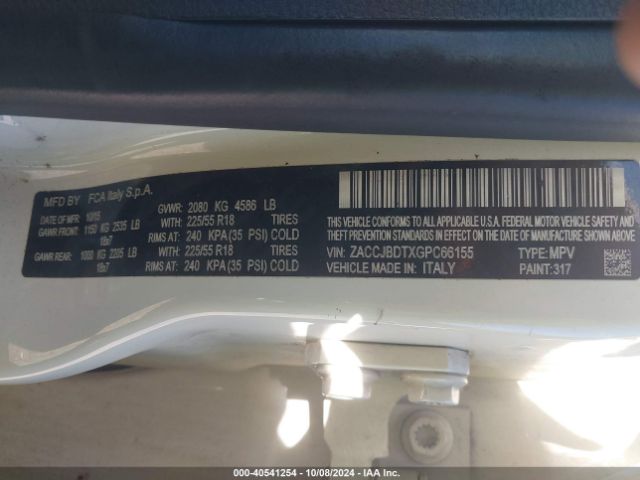 MFD BY FCA Italy S.p.A.
DATE OF MFR 10/15 GVWR: 2080 KG 4586 LB
GAWR FRONT: 1150 KG 2535 LB WITH: 225/55 R18 TIRES
18x7 RIMS AT: 240 KPA (35 PSI) COLD
GAWR REAR: 1000 KG 2205 LB WITH: 225/55 R18 TIRES
18x7 RIMS AT: 240 KPA (35 PSI) COLD
THIS VEHICLE CONFORMS TO ALL APPLICABLE U.S.A. FEDERAL MOTOR VEHICLE SAFETY
AND THEFT PREVENTION STANDARDS IN EFFECT ON THE DATE OF MANUFACTURE SHOWN ABOVE.
VIN: ZACCJBDTXGPC66155 TYPE: MPV
VEHICLE MADE IN: ITALY PAINT: 317
000-40541254 - 10/08/2024 - IAAI.com